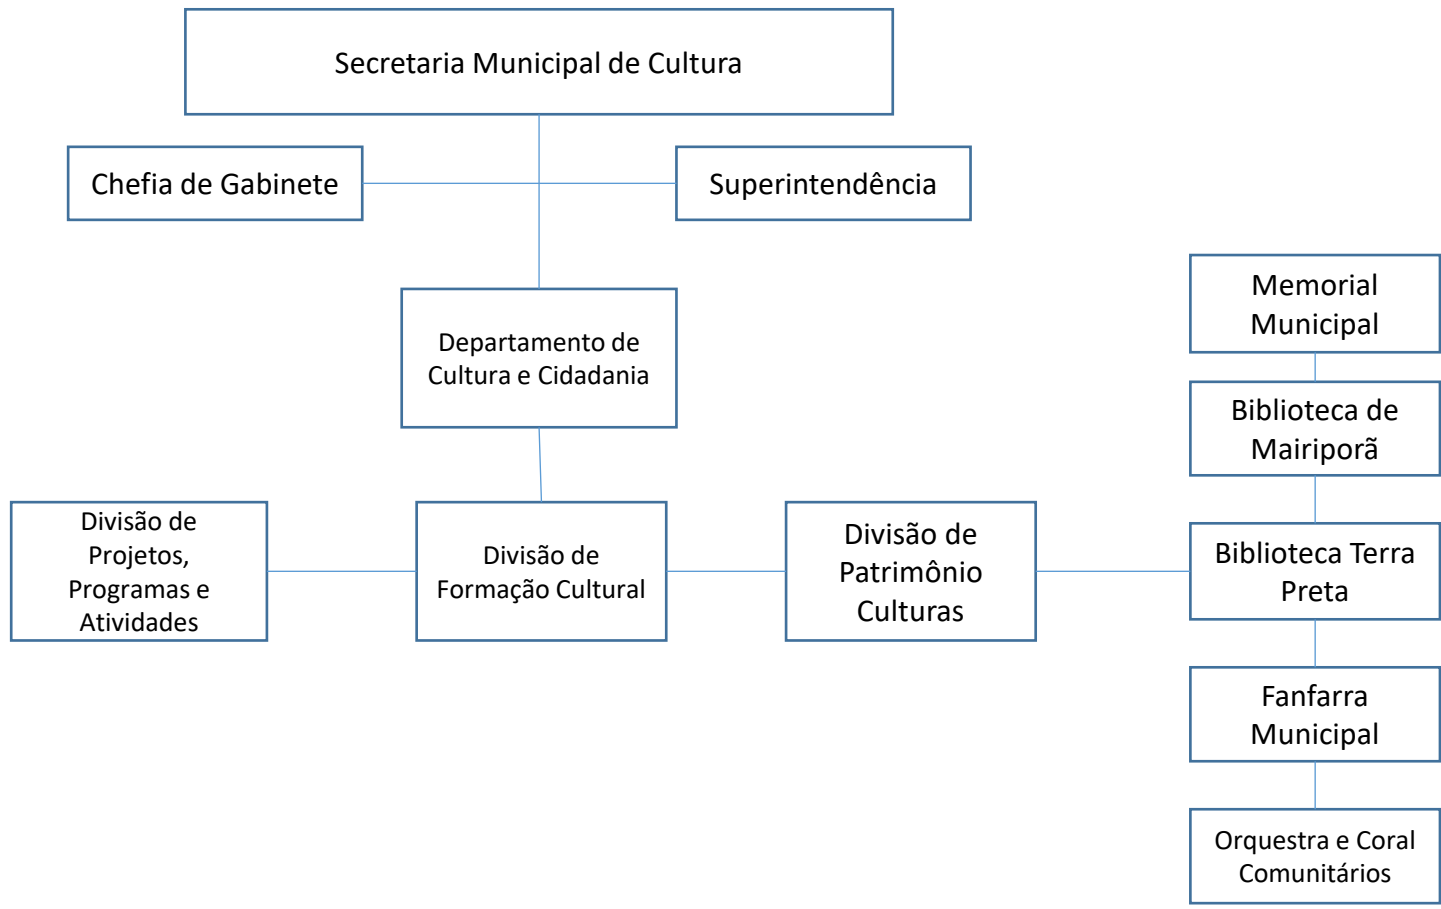 Secretaria Municipal de Cultura
Chefia de Gabinete
Superintendência
Departamento de
Cultura e Cidadania
Divisão de
Projetos,
Programas e
Atividades
Divisão de
Formação Cultural
Divisão de
Patrimônio
Culturas
Memorial
Municipal
Biblioteca de
Mairiporã
Biblioteca Terra
Preta
Fanfarra
Municipal
Orquestra e Coral
Comunitários